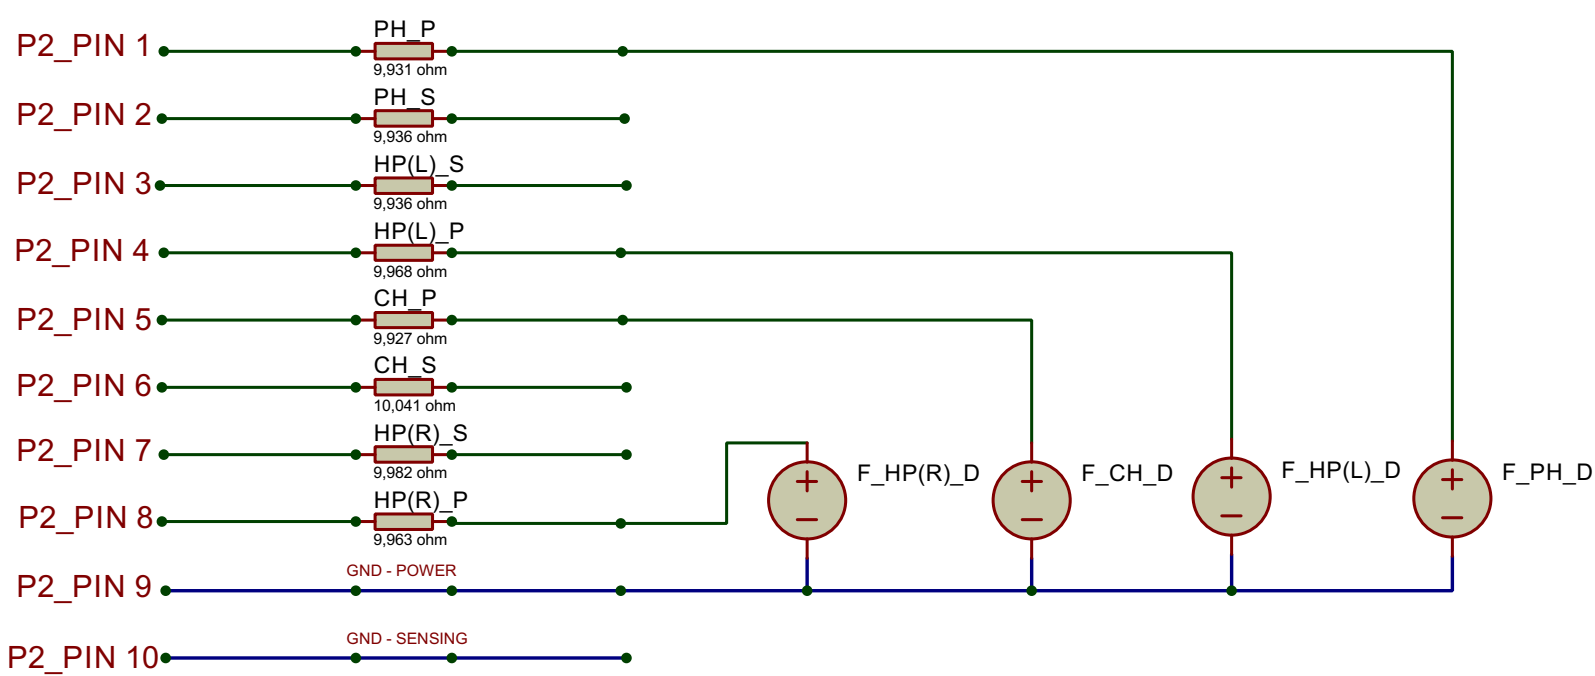 P2_PIN 1
PH_P
9,931 ohm
P2_PIN 2
PH_S
9,936 ohm
P2_PIN 3
HP(L)_S
9,936 ohm
P2_PIN 4
HP(L)_P
9,968 ohm
P2_PIN 5
CH_P
9,927 ohm
P2_PIN 6
CH_S
10,041 ohm
P2_PIN 7
HP(R)_S
9,982 ohm
P2_PIN 8
HP(R)_P
9,963 ohm
F_HP(R)_D
F_CH_D
F_HP(L)_D
F_PH_D
P2_PIN 9
GND - POWER
P2_PIN 10
GND - SENSING